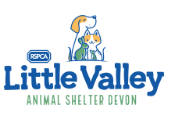 RSPCA
Little Valley
ANIMAL SHELTER DEVON